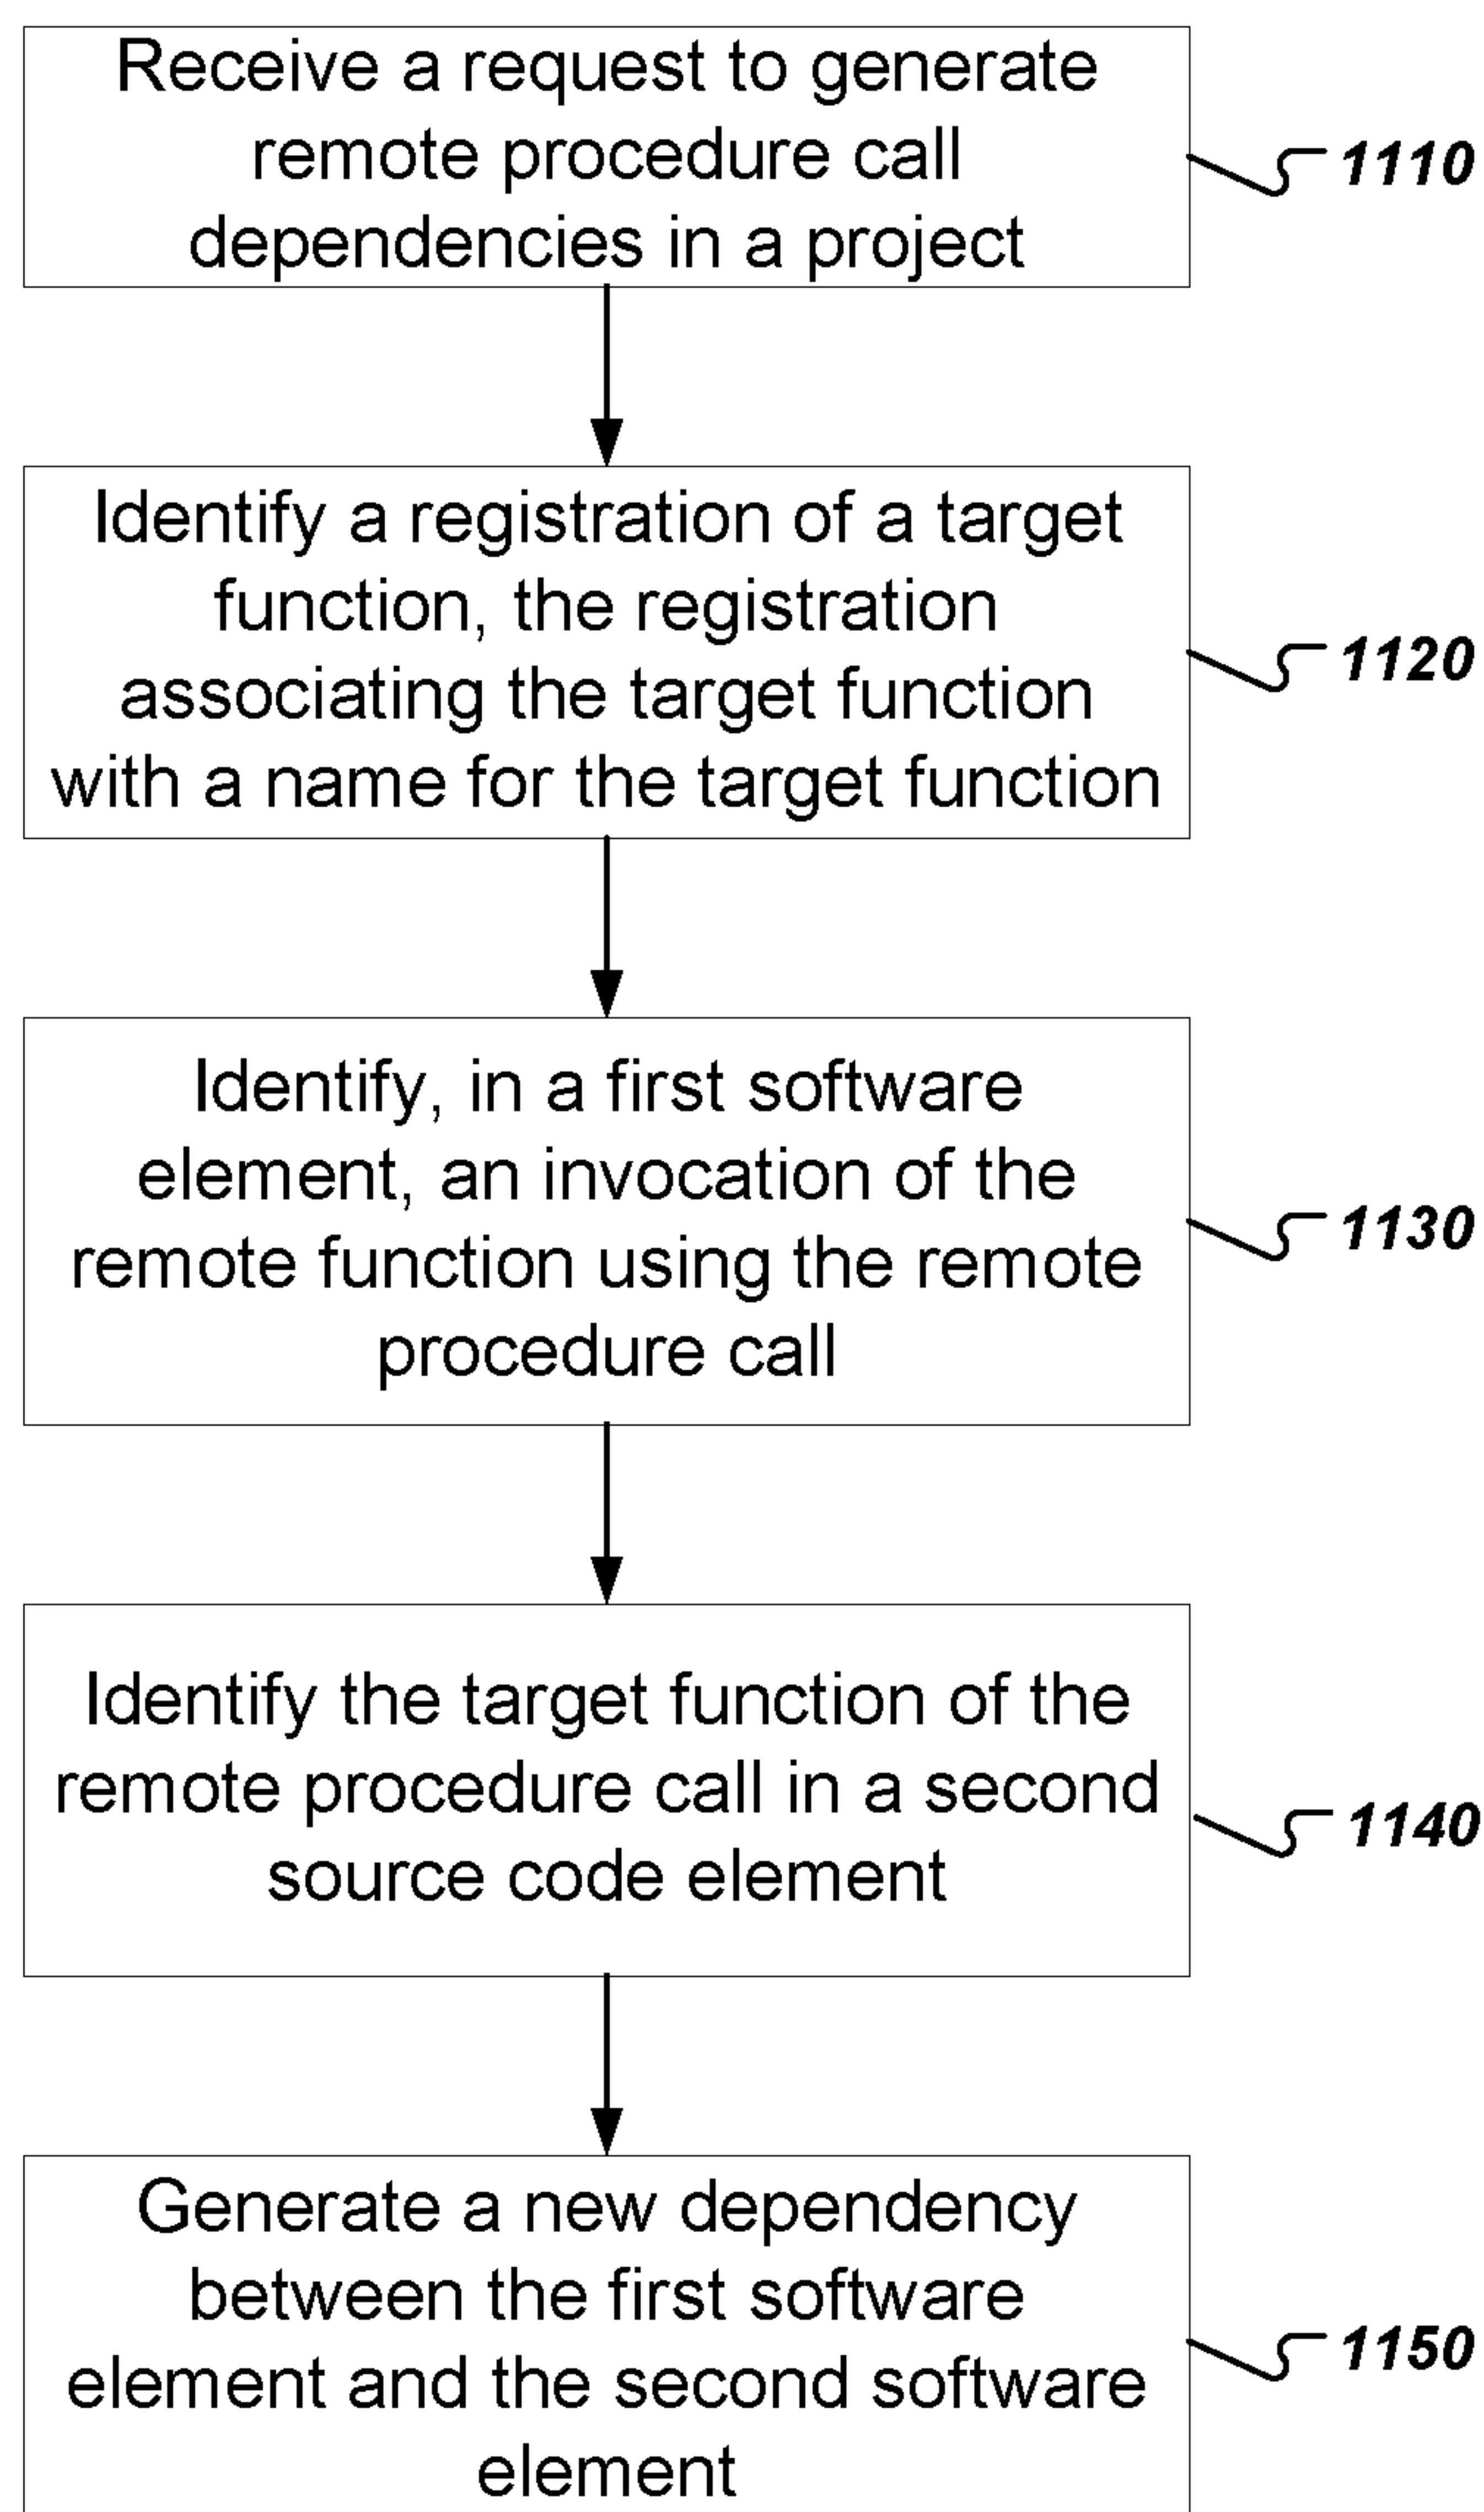 Receive a request to generate
remote procedure call
dependencies in a project
1110
Identify a registration of a target
function, the registration
associating the target function
with a name for the target function
1120
Identify, in a first software
element, an invocation of the
remote function using the remote
procedure call
1130
Identify the target function of the
remote procedure call in a second
source code element
1140
Generate a new dependency
between the first software
element and the second software
element
1150